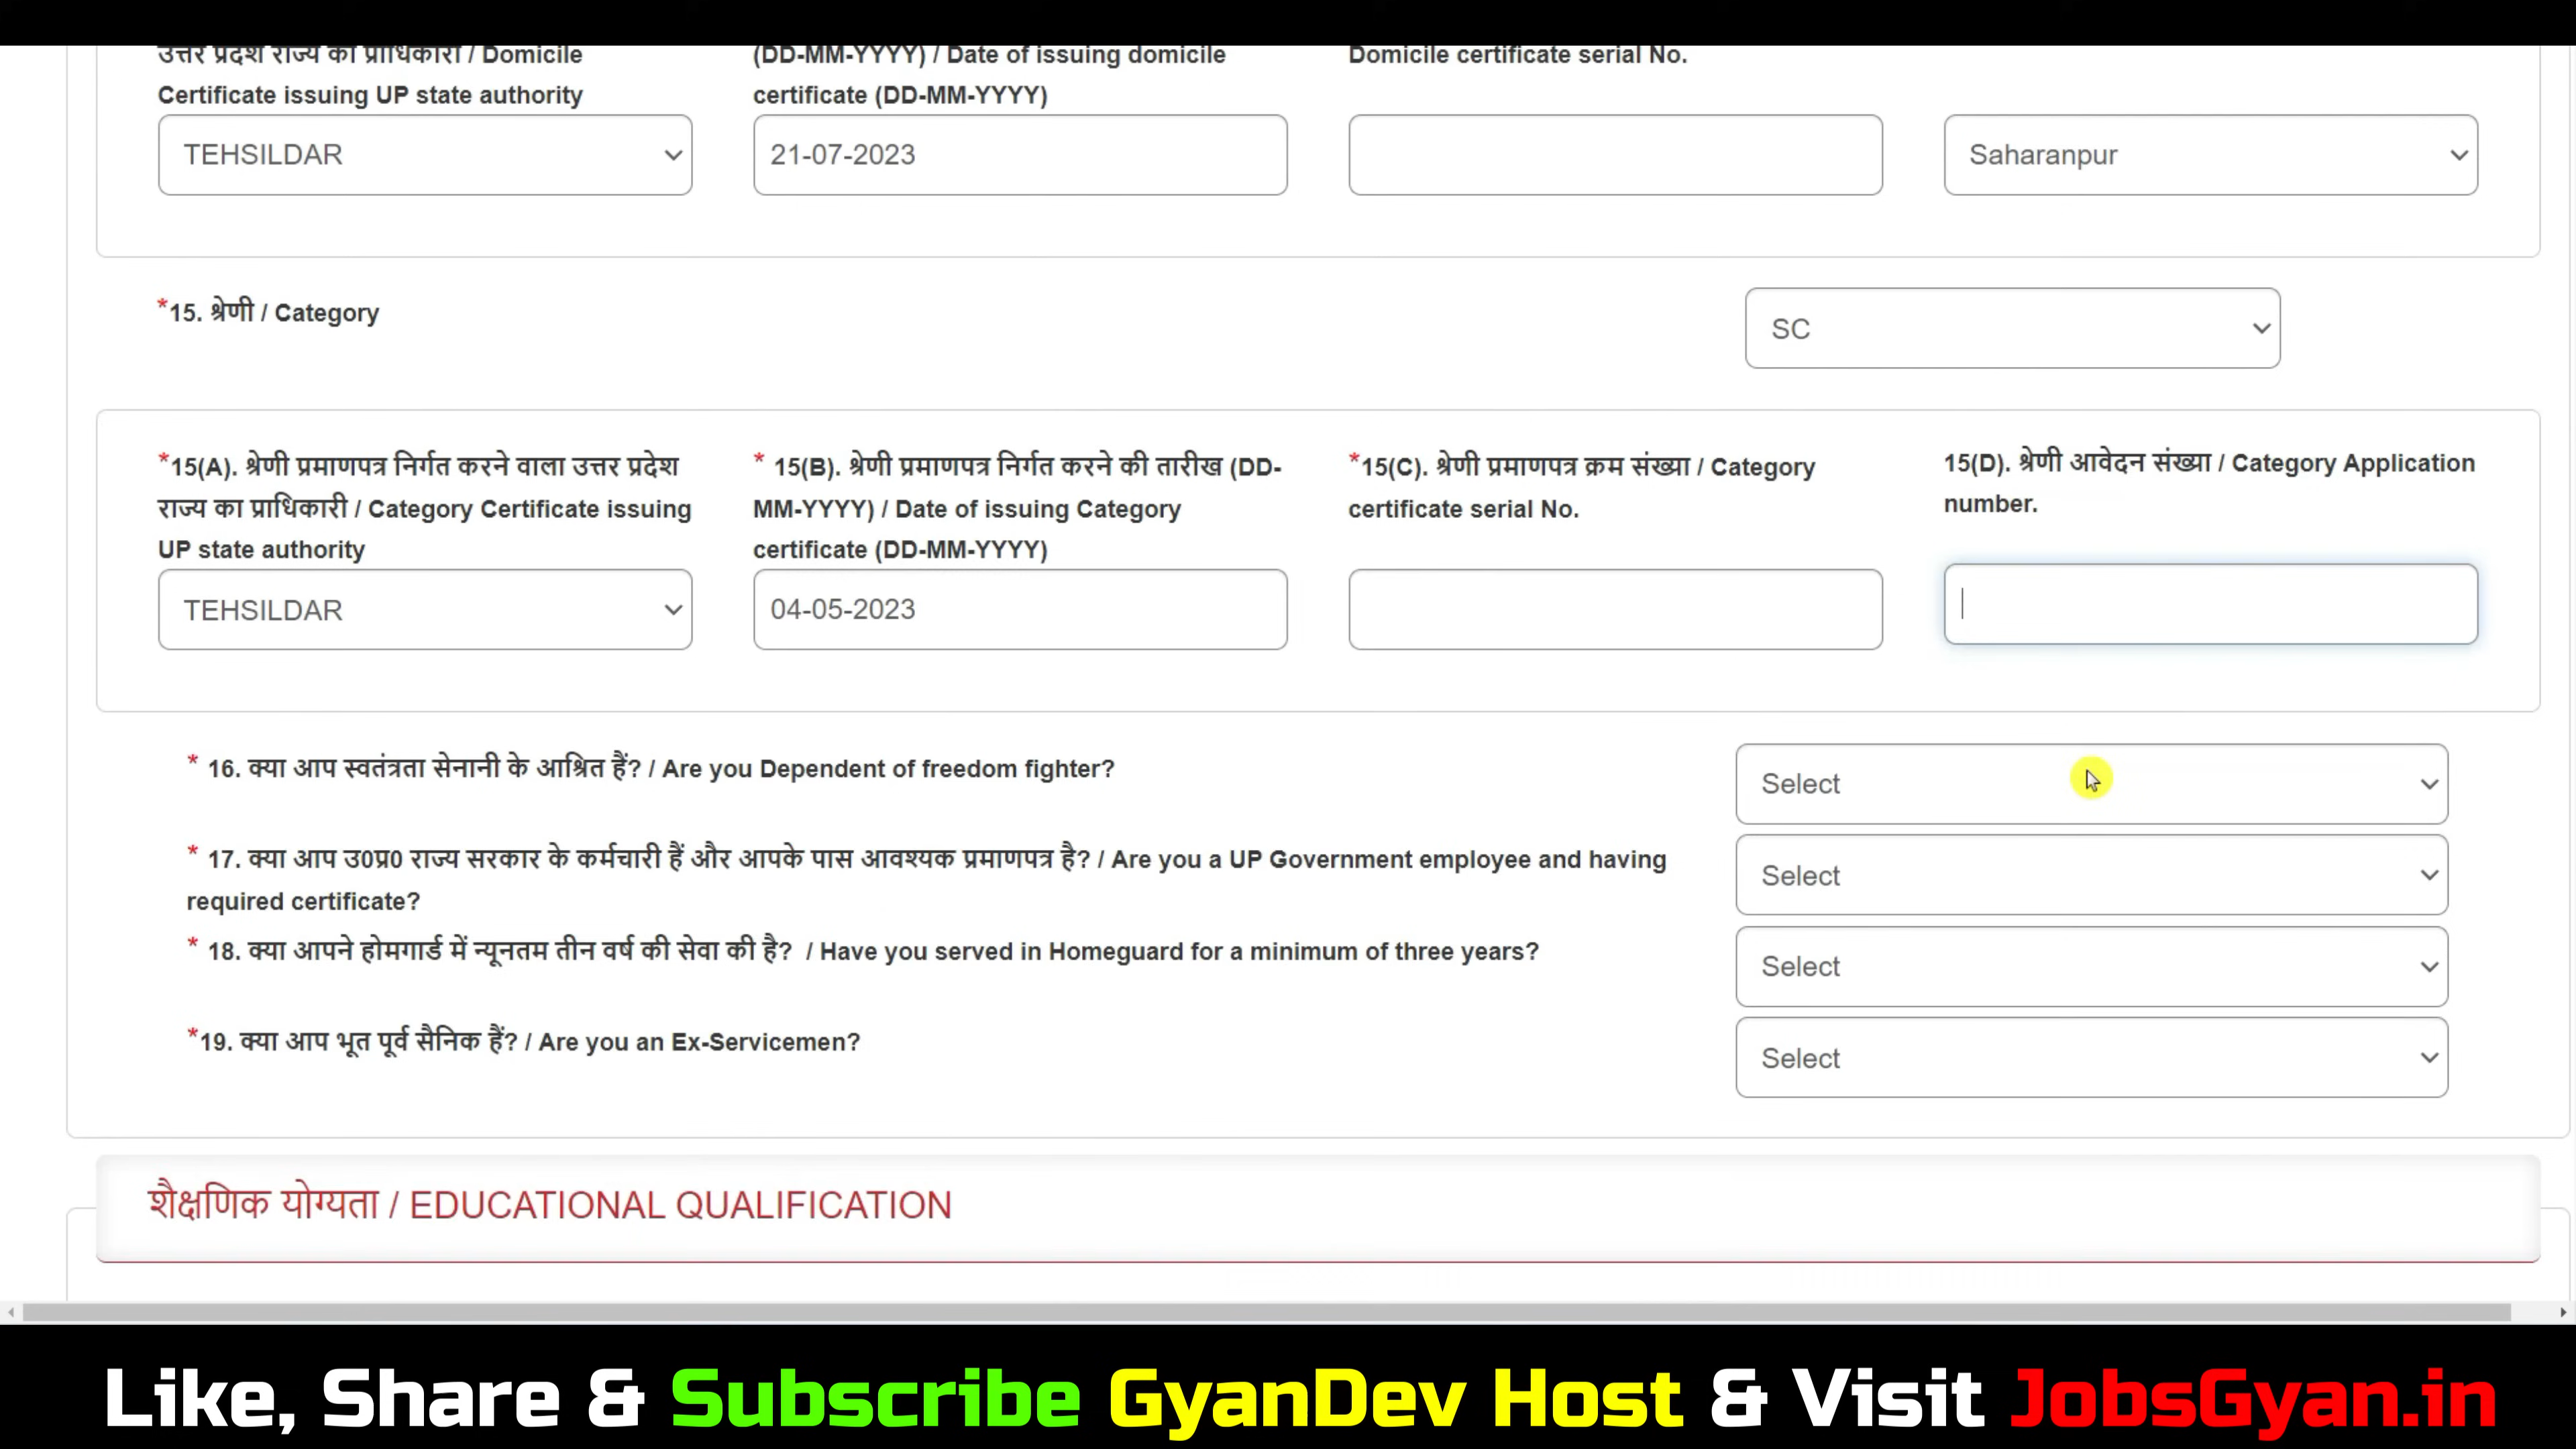 उत्तर प्रदेश राज्य का प्राधिकारी / Domicile
Certificate issuing UP state authority
(DD-MM-YYYY) / Date of issuing domicile
certificate (DD-MM-YYYY)
Domicile certificate serial No.
TEHSILDAR
21-07-2023
Saharanpur
*15. श्रेणी / Category
SC
*15(A). श्रेणी प्रमाणपत्र निर्गत करने वाला उत्तर प्रदेश
राज्य का प्राधिकारी / Category Certificate issuing
UP state authority
TEHSILDAR
* 15(B). श्रेणी प्रमाणपत्र निर्गत करने की तारीख (DD-
MM-YYYY) / Date of issuing Category
certificate (DD-MM-YYYY)
04-05-2023
*15(C). श्रेणी प्रमाणपत्र क्रम संख्या / Category
certificate serial No.
15(D). श्रेणी आवेदन संख्या / Category Application
number.
* 16. क्या आप स्वतंत्रता सेनानी के आश्रित हैं? / Are you Dependent of freedom fighter?
Select
* 17. क्या आप उ0प्र0 राज्य सरकार के कर्मचारी हैं और आपके पास आवश्यक प्रमाणपत्र है? / Are you a UP Government employee and having
required certificate?
Select
* 18. क्या आपने होमगार्ड में न्यूनतम तीन वर्ष की सेवा की है? / Have you served in Homeguard for a minimum of three years?
Select
*19. क्या आप भूत पूर्व सैनिक हैं? / Are you an Ex-Servicemen?
Select
शैक्षणिक योग्यता / EDUCATIONAL QUALIFICATION
Like, Share & Subscribe GyanDev Host & Visit JobsGyan.in